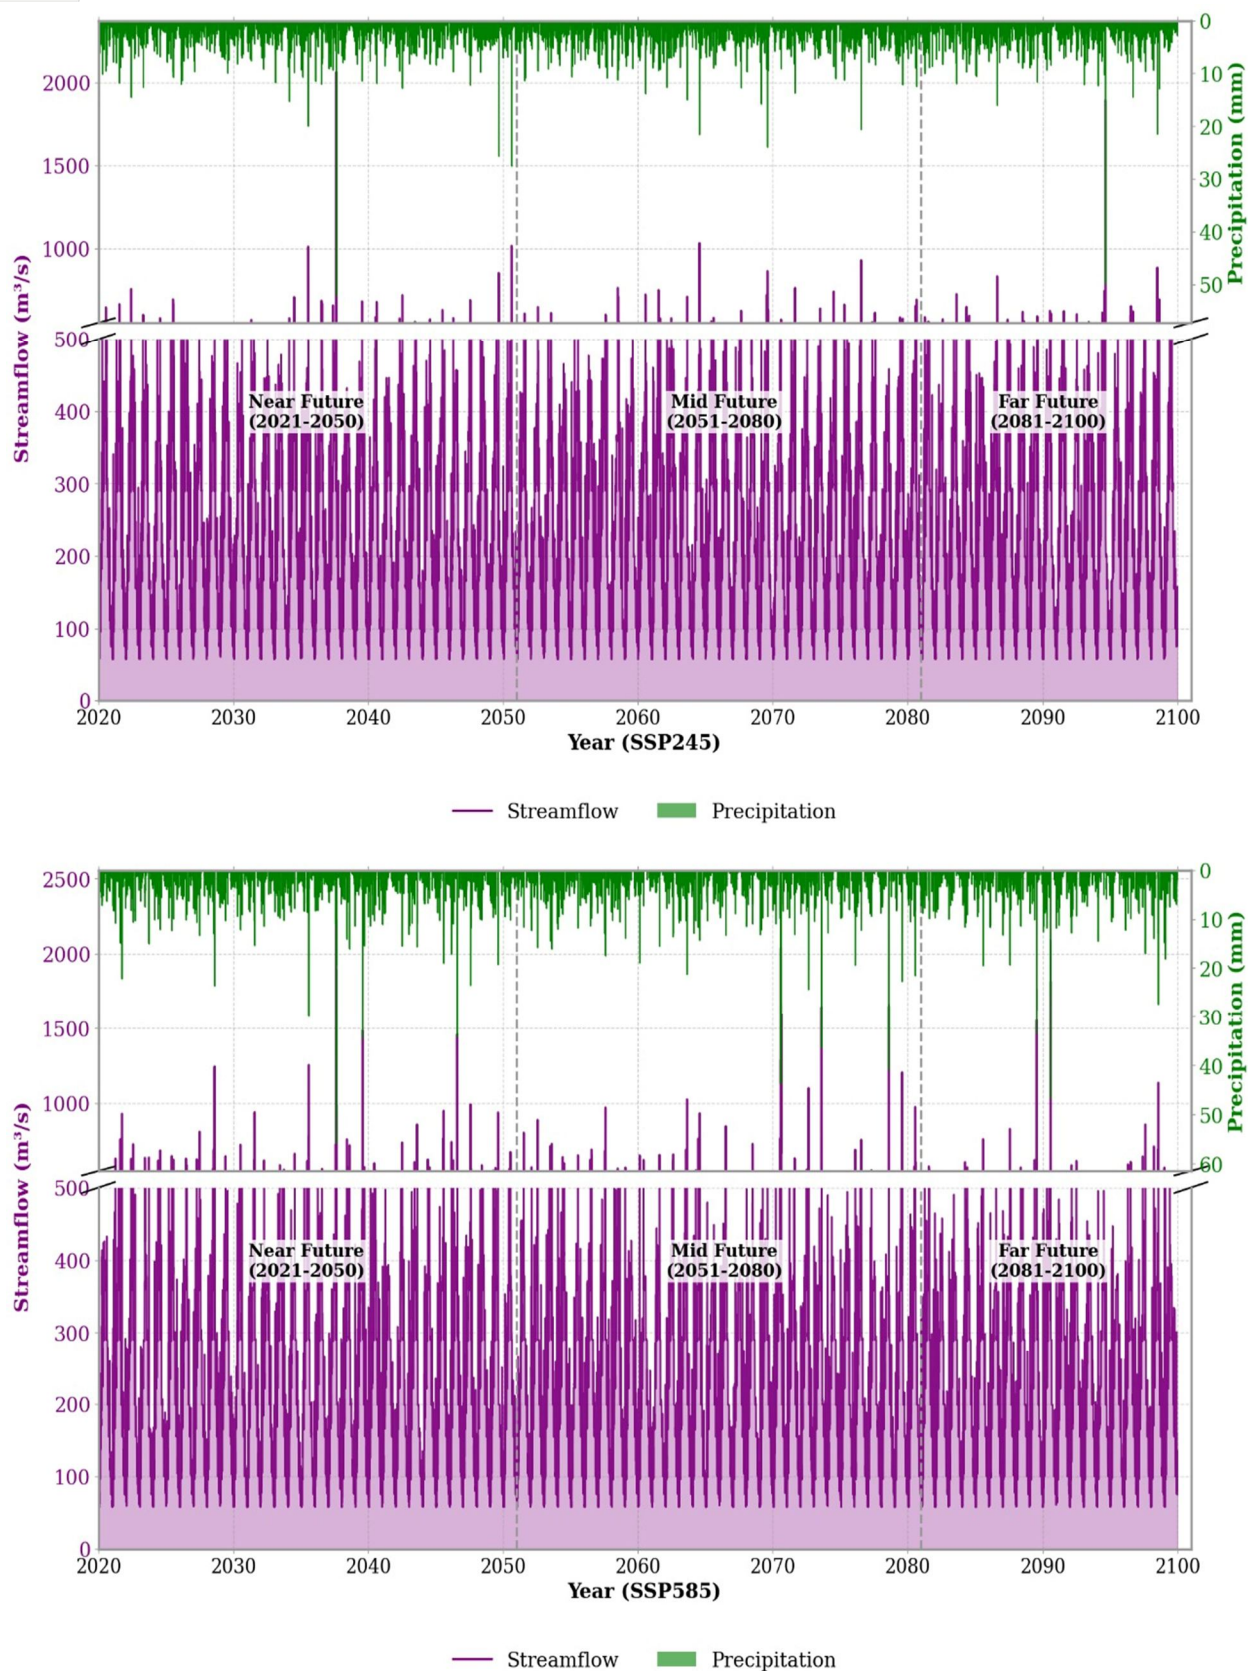 2000
1500
1000
500
400
300
200
100
0
Streamflow (m³/s)
0
10
20
30
40
50
Precipitation (mm)
Near Future
(2021-2050)
Mid Future
(2051-2080)
Far Future
(2081-2100)
2020 2030 2040 2050 2060 2070 2080 2090 2100
Year (SSP245)
Streamflow Precipitation
2500
2000
1500
1000
500
400
300
200
100
0
Streamflow (m³/s)
0
10
20
30
40
50
60
Precipitation (mm)
Near Future
(2021-2050)
Mid Future
(2051-2080)
Far Future
(2081-2100)
2020 2030 2040 2050 2060 2070 2080 2090 2100
Year (SSP585)
Streamflow Precipitation